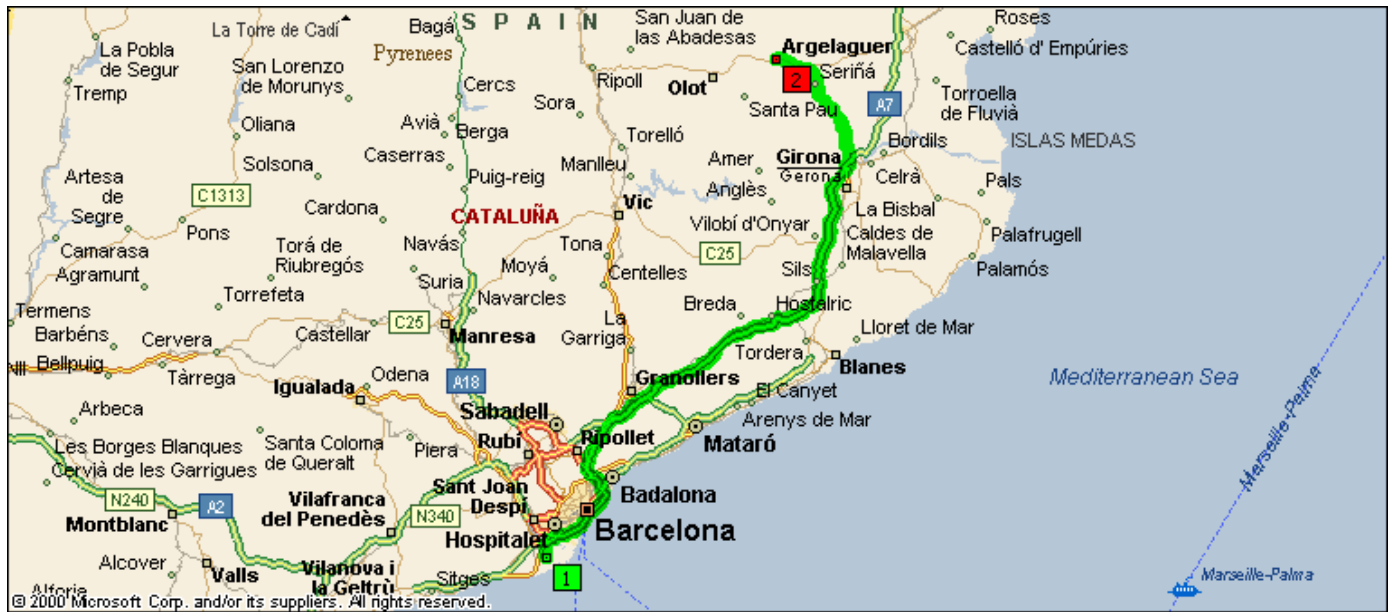 S P A I N
San Juan de
las Abadesas
Roses
Castelló d' Empúries
La Torre de Cadí
Bagá
Pyrenees
La Pobla
de Segur
Tremp
San Lorenzo
de Morunys
Cercs
Ripoll
Argelaguer
Olot
2
Seriñá
Santa Pau
A7
Torroella
de Fluvià
Sora
Oliana
Avià
Berga
Torelló
Bordils
ISLAS MEDAS
Solsona
Caserras
Puig-reig
Manlleu
Amer
Girona
Gerona
Celrà
Pals
Artesa
de
Segre
C1313
Cardona
CATALUÑA
Vic
Anglès
La Bisbal
Vilobí d'Onyar
Caldes de
Malavella
Palafrugell
Pons
Camarasa
Agramunt
Torá de
Riubregós
Navás
Tona
C25
Sils
Palamós
Suria
Moyá
Centelles
Torrefeta
Navarcles
Breda
Hostalric
Termens
Barbéns
Cervera
Castellar
C25
Manresa
La
Garriga
Lloret de Mar
Tordera
Blanes
Bellpuig
Tàrrega
Igualada
Odena
A18
Granollers
El Canyet
Mediterranean Sea
Arbeca
Sabadell
Arenys de Mar
Marseille-Palma
Les Borges Blanques
Santa Coloma
de Queralt
Piera
Rubí
Ripollet
Mataró
Cervià de les Garrigues
N240
A2
Vilafranca
del Penedès
N340
Sant Joan
Despí
Badalona
Montblanc
Hospitalet
Barcelona
Alcover
Valls
Vilanova i
la Geltrù
Sitges
1
Marseille-Palma
Alforja
© 2000 Microsoft Corp. and/or its suppliers. All rights reserved.